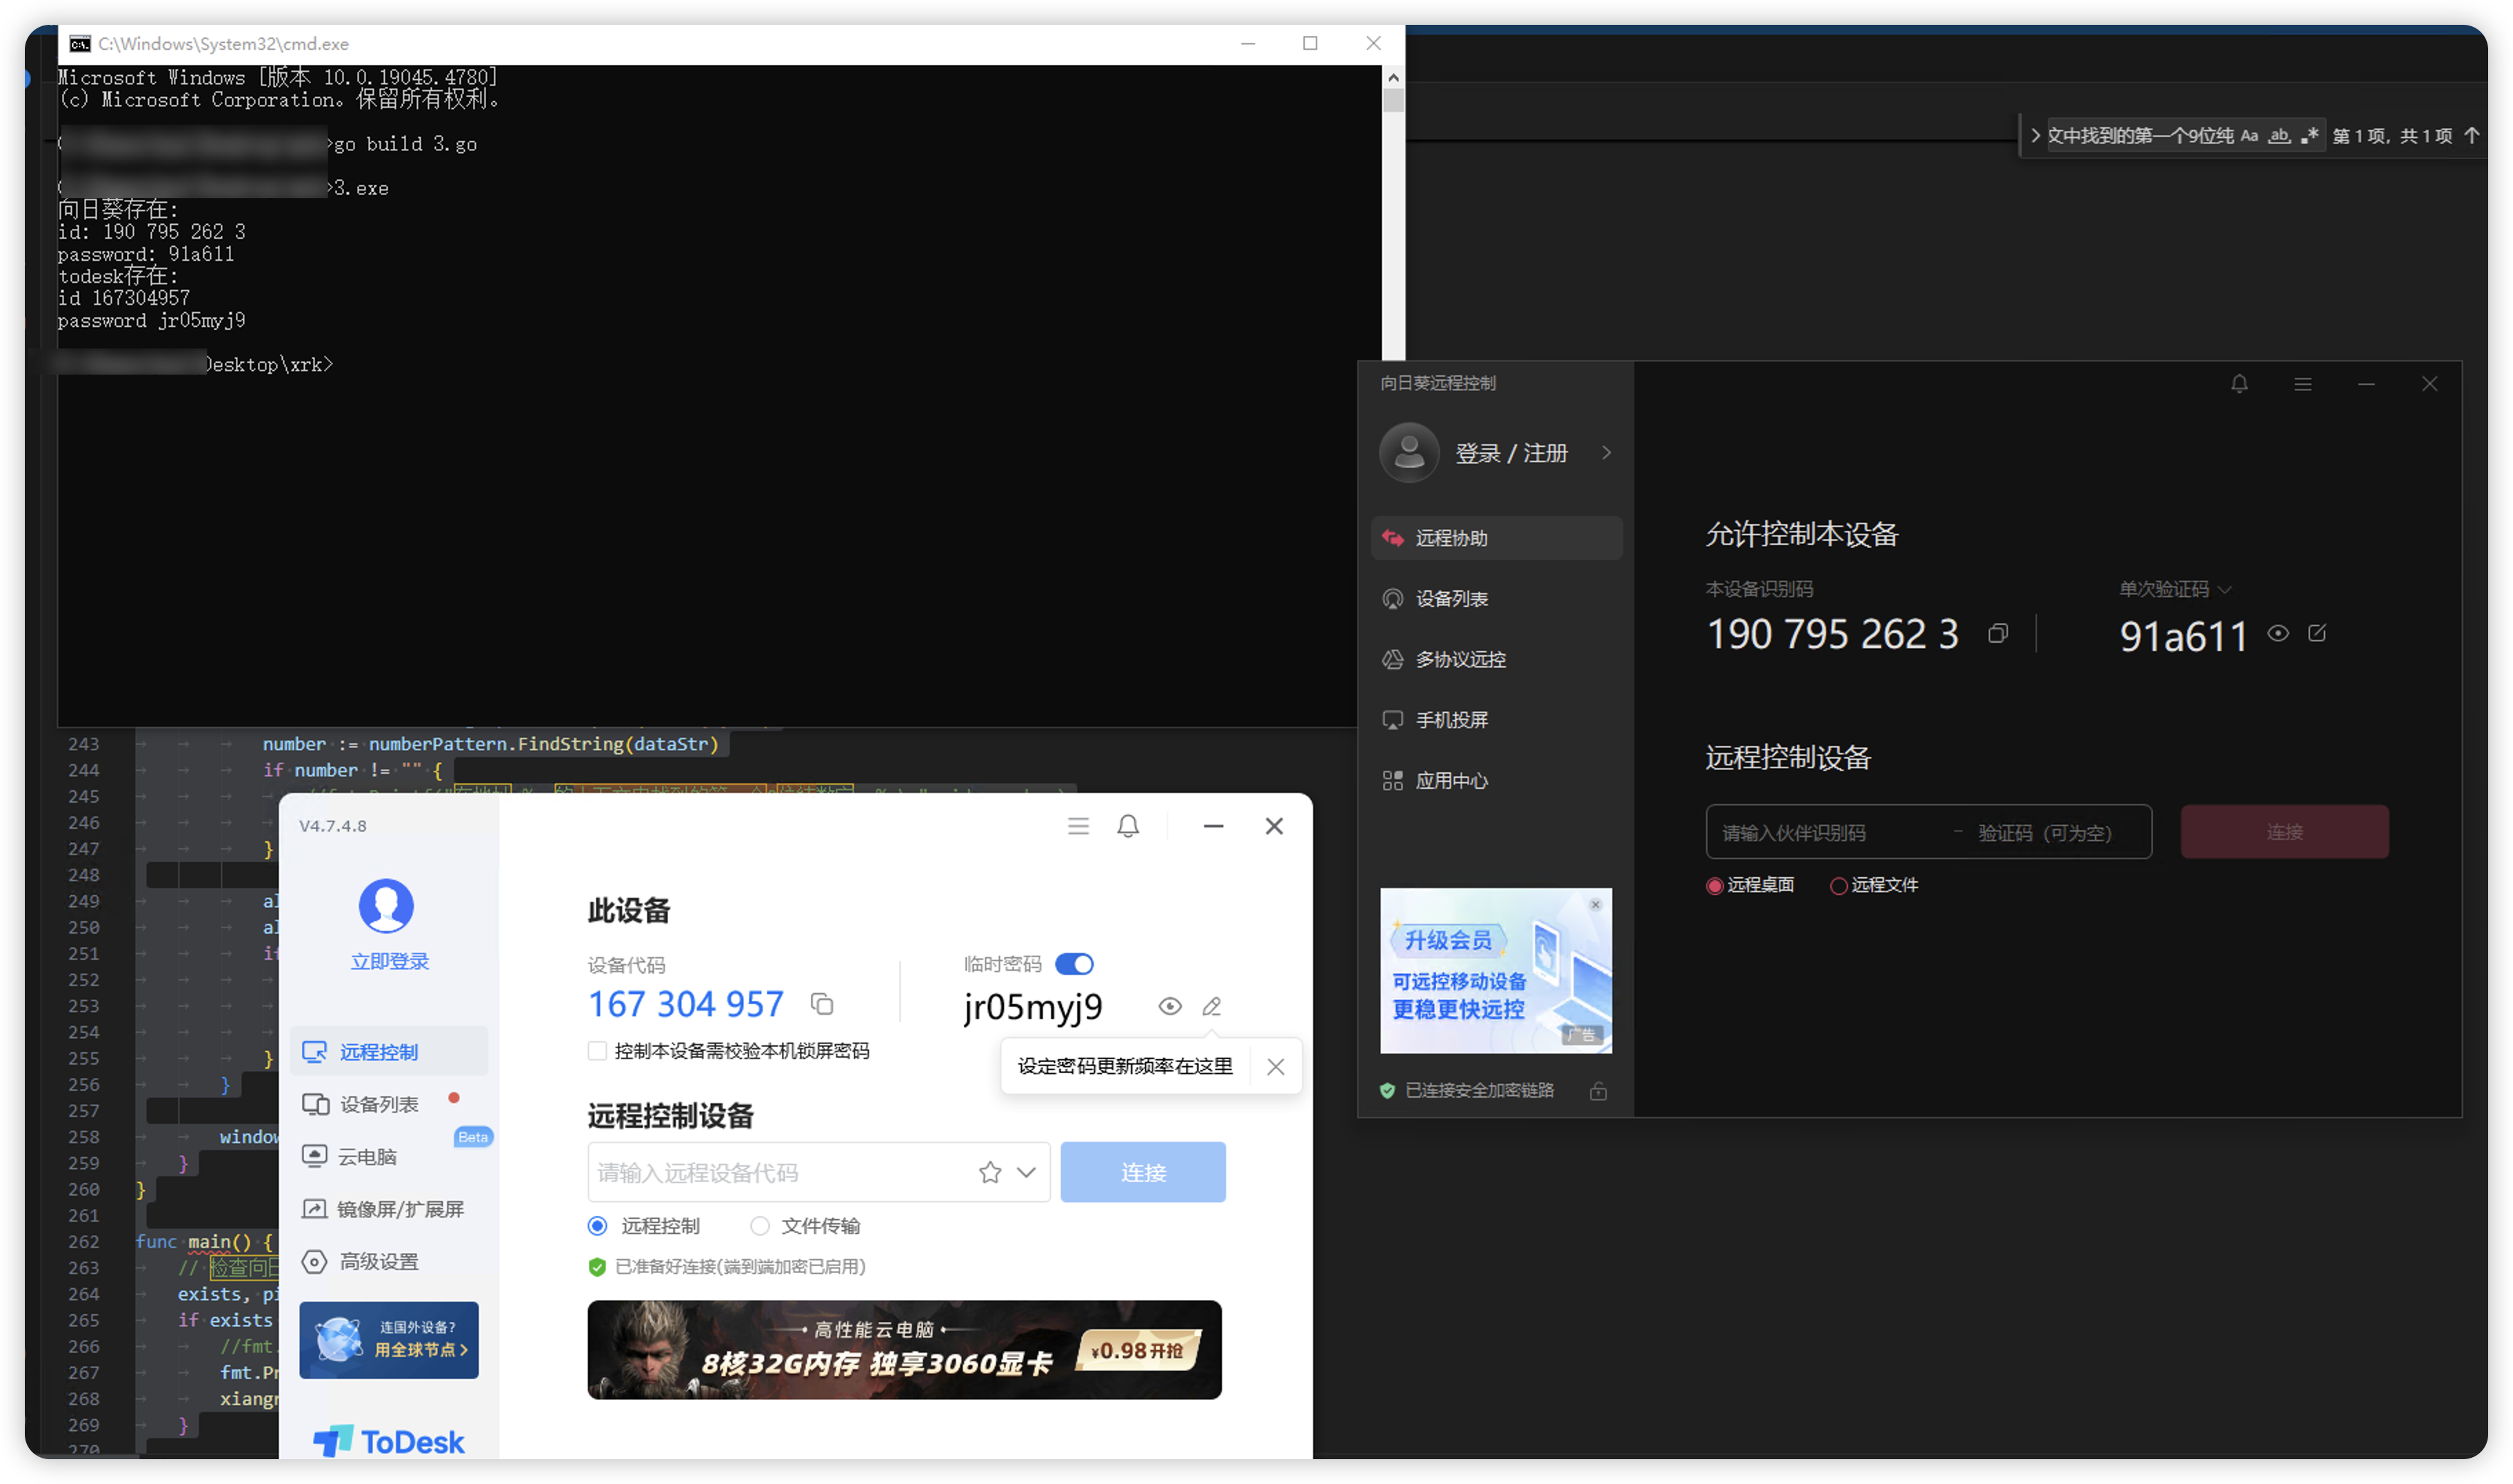 C:\Windows\System32\cmd.exe
Microsoft Windows [版本 10.0.19045.4780]
(c) Microsoft Corporation。保留所有权利。
>go build 3.go
>3.exe
向日葵存在:
id: 190 795 262 3
password: 91a611
todesk存在:
id 167304957
password jr05myj9
Desktop\xrk>
文中找到的第一个9位纯 Aa ab .* 第 1 项, 共 1 项
向日葵远程控制
登录 / 注册
远程协助
设备列表
多协议远控
手机投屏
应用中心
升级会员
可远控移动设备
更稳更快远控
广告
已连接安全加密链路
允许控制本设备
本设备识别码
单次验证码
190 795 262 3
91a611
远程控制设备
请输入伙伴识别码 - 验证码 (可为空)
连接
远程桌面
远程文件
243 number := numberPattern.FindString(dataStr)
244 if number != "" {
245
246
247 }
248
249 al
250 al
251 if
252
253
254
255 }
256 }
257
258 window
259 }
260 }
261
262 func main() {
263 // 检查向日
264 exists, pi
265 if exists
266 //fmt.
267 fmt.Pr
268 xiangr
269 }
270
V4.7.4.8
立即登录
远程控制
设备列表
云电脑
Beta
镜像屏/扩展屏
高级设置
连国外设备?
用全球节点
ToDesk
此设备
设备代码
临时密码
167 304 957
jr05myj9
控制本设备需校验本机锁屏密码
设定密码更新频率在这里
远程控制设备
请输入远程设备代码
连接
远程控制
文件传输
已准备好连接(端到端加密已启用)
高性能云电脑
8核32G内存 独享3060显卡
¥0.98开抢